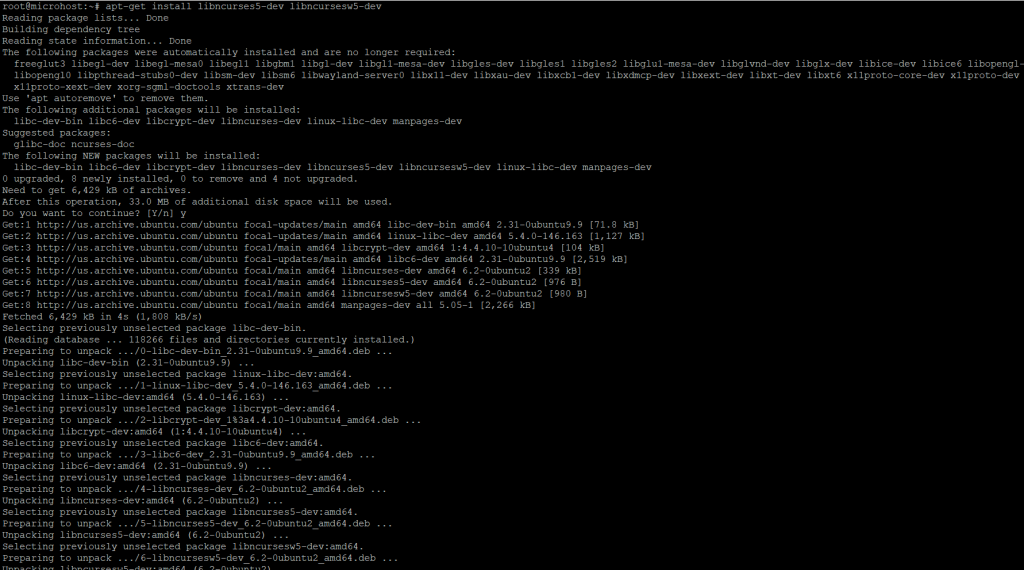 root@microhost:~# apt-get install libncurses5-dev libncursesw5-dev
Reading package lists... Done
Building dependency tree
Reading state information... Done
The following packages were automatically installed and are no longer required:
  freeglut3 libegl-dev libegl-mesa0 libegl1 libgbm1 libgl-dev libgl1-mesa-dev libgles-dev libgles1 libgles2 libglu1-mesa-dev libglvnd-dev libglx-dev libice-dev libice6 libopengl-
  libopengl0 libpthread-stubs0-dev libsm-dev libsm6 libwayland-server0 libx11-dev libxau-dev libxcb1-dev libxdmcp-dev libxext-dev libxt-dev libxt6 x11proto-core-dev x11proto-dev
  x11proto-xext-dev xorg-sgml-doctools xtrans-dev
Use 'apt autoremove' to remove them.
The following additional packages will be installed:
  libc-dev-bin libc6-dev libcrypt-dev libncurses-dev linux-libc-dev manpages-dev
Suggested packages:
  glibc-doc ncurses-doc
The following NEW packages will be installed:
  libc-dev-bin libc6-dev libcrypt-dev libncurses-dev libncurses5-dev libncursesw5-dev linux-libc-dev manpages-dev
0 upgraded, 8 newly installed, 0 to remove and 4 not upgraded.
Need to get 6,429 kB of archives.
After this operation, 33.0 MB of additional disk space will be used.
Do you want to continue? [Y/n] y
Get:1 http://us.archive.ubuntu.com/ubuntu focal-updates/main amd64 libc-dev-bin amd64 2.31-0ubuntu9.9 [71.8 kB]
Get:2 http://us.archive.ubuntu.com/ubuntu focal-updates/main amd64 linux-libc-dev amd64 5.4.0-146.163 [1,127 kB]
Get:3 http://us.archive.ubuntu.com/ubuntu focal/main amd64 libcrypt-dev amd64 1:4.4.10-10ubuntu4 [104 kB]
Get:4 http://us.archive.ubuntu.com/ubuntu focal-updates/main amd64 libc6-dev amd64 2.31-0ubuntu9.9 [2,519 kB]
Get:5 http://us.archive.ubuntu.com/ubuntu focal/main amd64 libncurses-dev amd64 6.2-0ubuntu2 [339 kB]
Get:6 http://us.archive.ubuntu.com/ubuntu focal/main amd64 libncurses5-dev amd64 6.2-0ubuntu2 [976 B]
Get:7 http://us.archive.ubuntu.com/ubuntu focal/main amd64 libncursesw5-dev amd64 6.2-0ubuntu2 [980 B]
Get:8 http://us.archive.ubuntu.com/ubuntu focal/main amd64 manpages-dev all 5.05-1 [2,266 kB]
Fetched 6,429 kB in 4s (1,808 kB/s)
Selecting previously unselected package libc-dev-bin.
(Reading database ... 118266 files and directories currently installed.)
Preparing to unpack .../0-libc-dev-bin_2.31-0ubuntu9.9_amd64.deb ...
Unpacking libc-dev-bin (2.31-0ubuntu9.9) ...
Selecting previously unselected package linux-libc-dev:amd64.
Preparing to unpack .../1-linux-libc-dev_5.4.0-146.163_amd64.deb ...
Unpacking linux-libc-dev:amd64 (5.4.0-146.163) ...
Selecting previously unselected package libcrypt-dev:amd64.
Preparing to unpack .../2-libcrypt-dev_1%3a4.4.10-10ubuntu4_amd64.deb ...
Unpacking libcrypt-dev:amd64 (1:4.4.10-10ubuntu4) ...
Selecting previously unselected package libc6-dev:amd64.
Preparing to unpack .../3-libc6-dev_2.31-0ubuntu9.9_amd64.deb ...
Unpacking libc6-dev:amd64 (2.31-0ubuntu9.9) ...
Selecting previously unselected package libncurses-dev:amd64.
Preparing to unpack .../4-libncurses-dev_6.2-0ubuntu2_amd64.deb ...
Unpacking libncurses-dev:amd64 (6.2-0ubuntu2) ...
Selecting previously unselected package libncurses5-dev:amd64.
Preparing to unpack .../5-libncurses5-dev_6.2-0ubuntu2_amd64.deb ...
Unpacking libncurses5-dev:amd64 (6.2-0ubuntu2) ...
Selecting previously unselected package libncursesw5-dev:amd64.
Preparing to unpack .../6-libncursesw5-dev_6.2-0ubuntu2_amd64.deb ...
Unpacking libncursesw5-dev:amd64 (6.2-0ubuntu2)